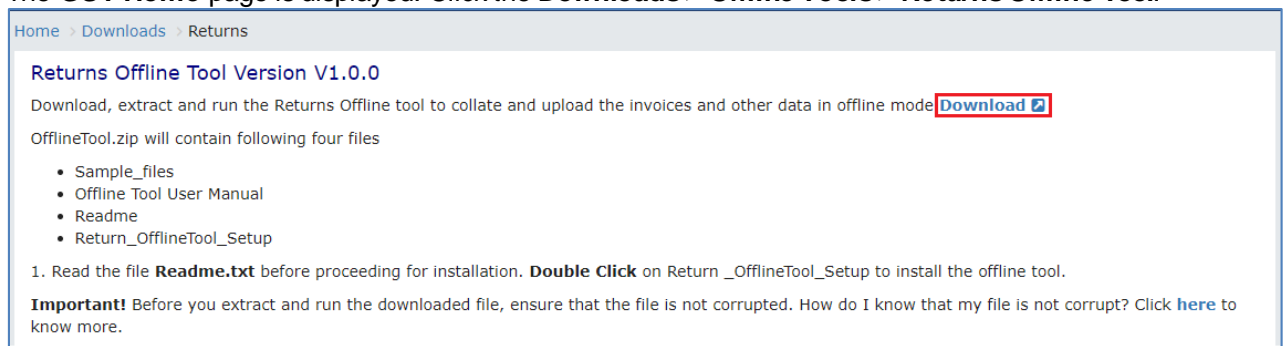 Home > Downloads > Returns
Returns Offline Tool Version V1.0.0
Download, extract and run the Returns Offline tool to collate and upload the invoices and other data in offline mode Download
OfflineTool.zip will contain following four files
• Sample_files
• Offline Tool User Manual
• Readme
• Return_OfflineTool_Setup
1. Read the file Readme.txt before proceeding for installation. Double Click on Return _OfflineTool_Setup to install the offline tool.
Important! Before you extract and run the downloaded file, ensure that the file is not corrupted. How do I know that my file is not corrupt? Click here to
know more.